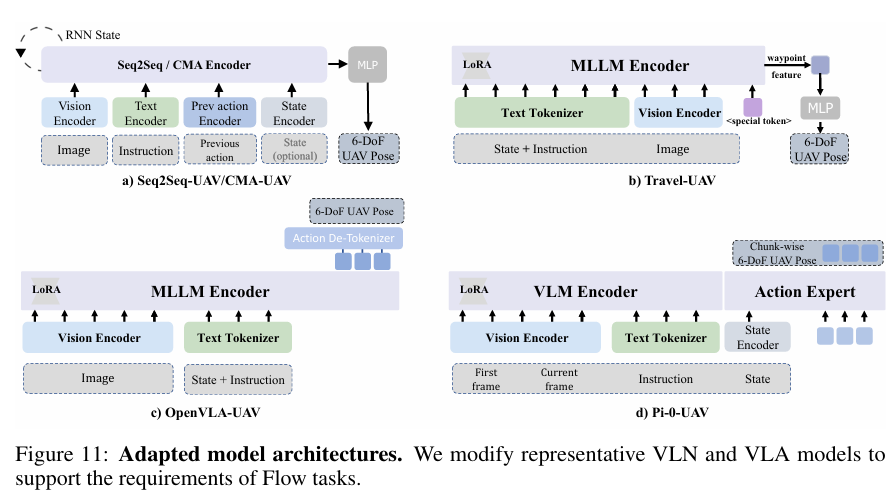 RNN State
Seq2Seq / CMA Encoder
MLP
Vision
Encoder
Text
Encoder
Prev action
Encoder
State
Encoder
Image
Instruction
Previous
action
State
(optional)
6-DoF
UAV Pose
a) Seq2Seq-UAV/CMA-UAV
LoRA
MLLM Encoder
waypoint
feature
Text Tokenizer
Vision Encoder
<special token>
MLP
State + Instruction
Image
6-DoF
UAV Pose
b) Travel-UAV
6-DoF UAV Pose
Action De-Tokenizer
LoRA
MLLM Encoder
Vision Encoder
Text Tokenizer
Image
State + Instruction
c) OpenVLA-UAV
Chunk-wise
6-DoF UAV Pose
LoRA
VLM Encoder
Action Expert
Vision Encoder
Text Tokenizer
State
Encoder
First
frame
Current
frame
Instruction
State
d) Pi-0-UAV
Figure 11: Adapted model architectures. We modify representative VLN and VLA models to
support the requirements of Flow tasks.